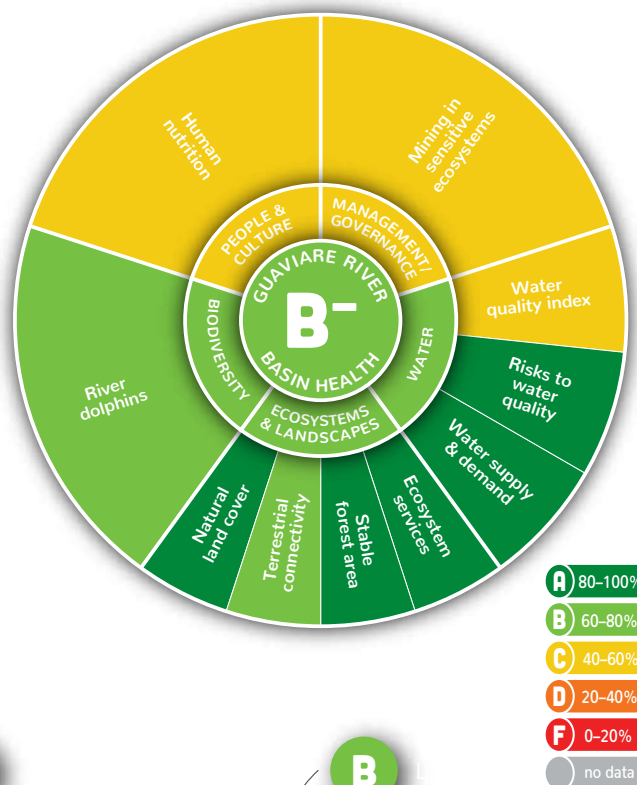 Human
nutrition
Mining in
sensitive
ecosystems
PEOPLE &
CULTURE
MANAGEMENT/
GOVERNANCE
GUAVIARE RIVER
B-
BASIN HEALTH
BIODIVERSITY
WATER
ECOSYSTEMS
& LANDSCAPES
Water
quality index
Risks to
water
quality
Water supply
& demand
Ecosystem
services
Stable
forest area
Terrestrial
connectivity
Natural
land cover
River
dolphins
A 80–100%
B 60–80%
C 40–60%
D 20–40%
F 0–20%
no data
B